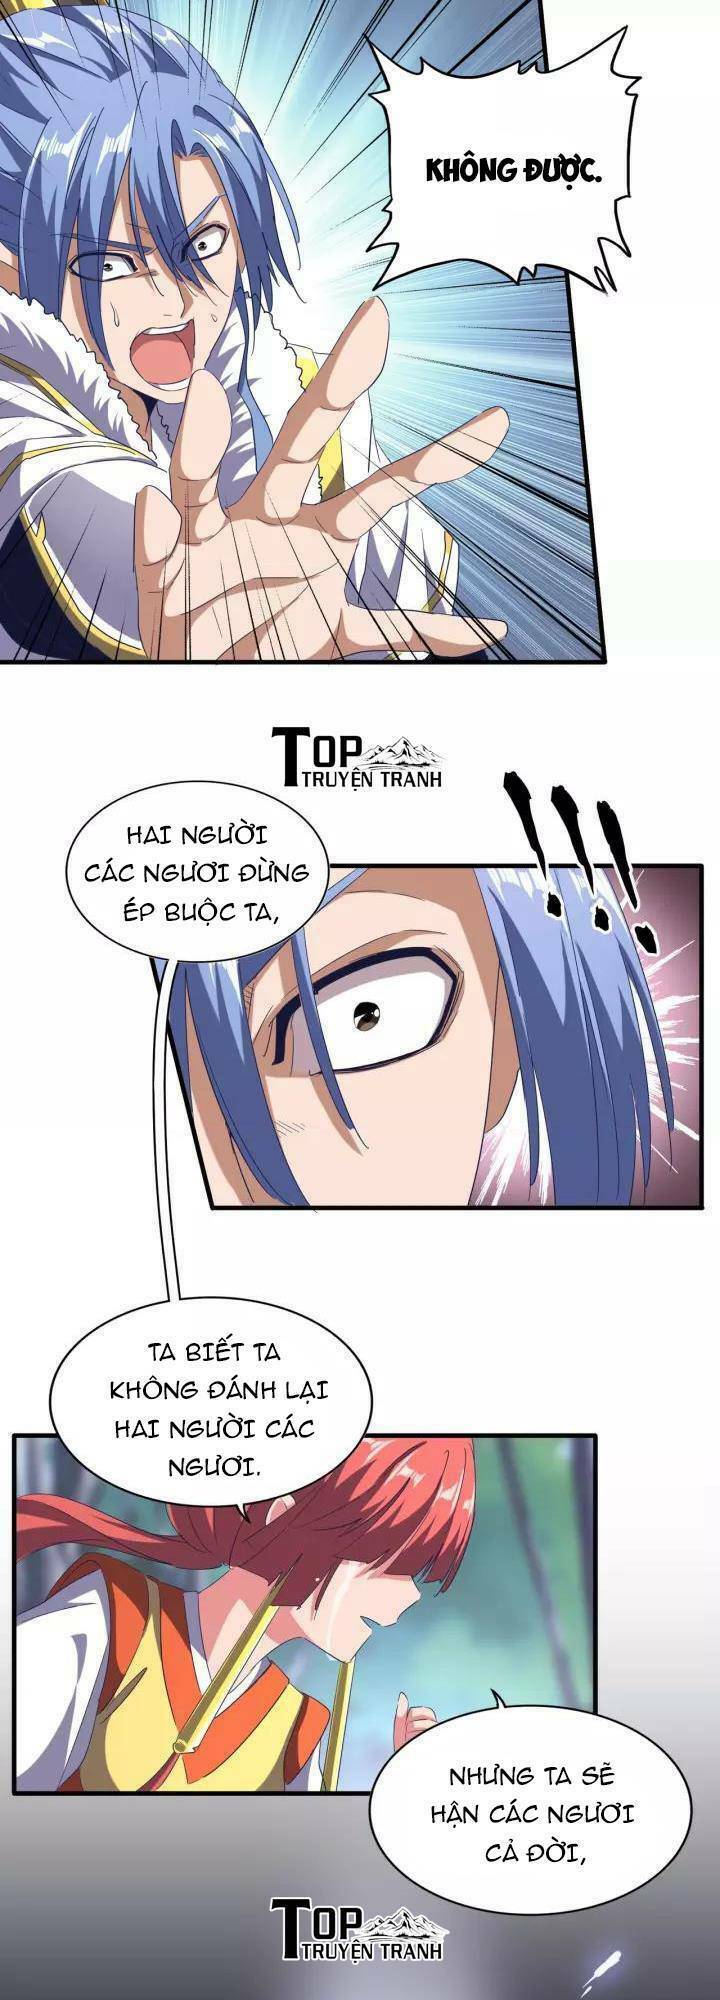 KHÔNG ĐƯỢC.
TOP
TRUYỆN TRANH
HAI NGƯỜI
CÁC NGƯƠI ĐỪNG
ÉP BUỘC TA,
TA BIẾT TA
KHÔNG ĐÁNH LẠI
HAI NGƯỜI CÁC
NGƯƠI.
NHƯNG TA SẼ
HẬN CÁC NGƯƠI
CẢ ĐỜI,
TOP
TRUYỆN TRANH